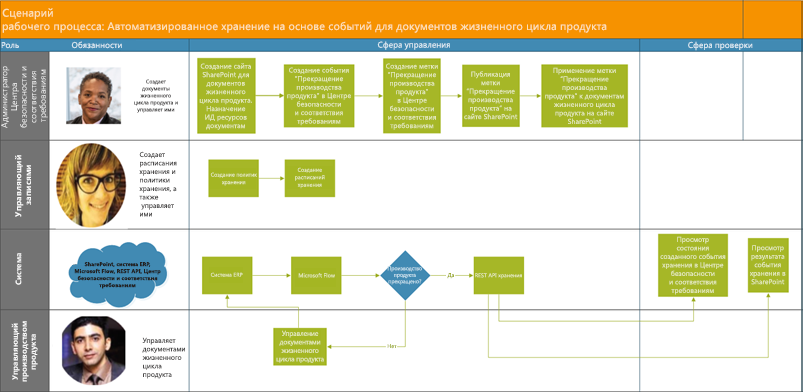 Сценарий
рабочего процесса: Автоматизированное хранение на основе событий для документов жизненного цикла продукта
Роль
Обязанности
Сфера управления
Сфера проверки
Администратор
Центра
безопасности и
соответствия
требованиям
Создает
документы
жизненного
цикла продукта и
управляет ими
Создание сайта
SharePoint для
документов
жизненного
цикла продукта.
Назначения
ИД ресурсов
документам
Создание события
"Прекращение
производства
продукта" в Центре
безопасности
и соответствия
требованиям
Создание метки
"Прекращение
производства
продукта"
в Центре
безопасности
и соответствия
требованиям
Публикация
метки
"Прекращение
производства
продукта" на
сайте SharePoint
Применение метки
"Прекращение
производства
продукта" к документам
жизненного цикла
продукта на сайте
SharePoint
Управляющий
записями
Создает
расписания
хранения и
политики
хранения, а
также
управляет
ими
Создание политик
хранения
Создание
расписаний
хранения
Система
SharePoint, система ERP,
Microsoft Flow, REST API, Центр
безопасности и соответствия
требованиям
Система ERP
Microsoft Flow
Производство
продукта
прекращено?
Да
REST API хранения
Просмотр
состояния
созданного события
хранения в Центре
безопасности
и соответствия
требованиям
Просмотр
результата
события
хранения в
SharePoint
Управляющий
производством
продукта
Управляет
документами
жизненного
цикла
продукта
Управление
документами
жизненного
цикла продукта
Нет